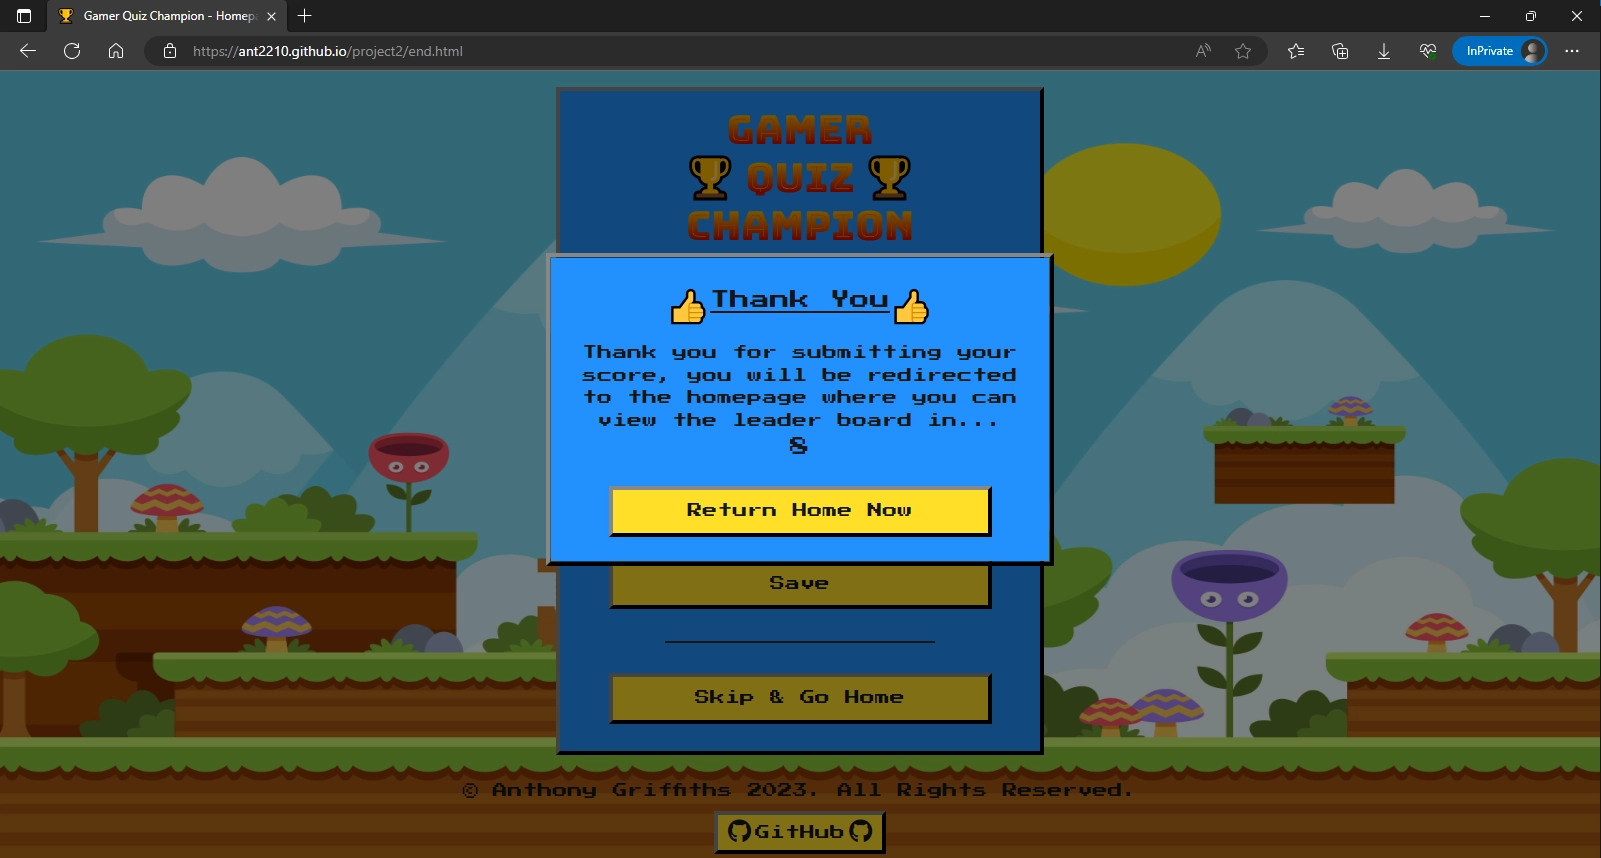 Gamer Quiz Champion - Homepa
https://ant2210.github.io/project2/end.html
InPrivate
GAMER
QUIZ
CHAMPION
Thank You
Thank you for submitting your
score, you will be redirected
to the homepage where you can
view the leader board in...
8
Return Home Now
Save
Skip & Go Home
© Anthony Griffiths 2023. All Rights Reserved.
GitHub